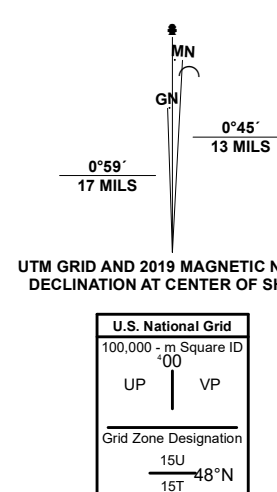 MN
GN
0°45´
13 MILS
0°59´
17 MILS
UTM GRID AND 2019 MAGNETIC N
DECLINATION AT CENTER OF SH
U.S. National Grid
100,000 - m Square ID
⁴00
UP VP
Grid Zone Designation
15U
48°N
15T